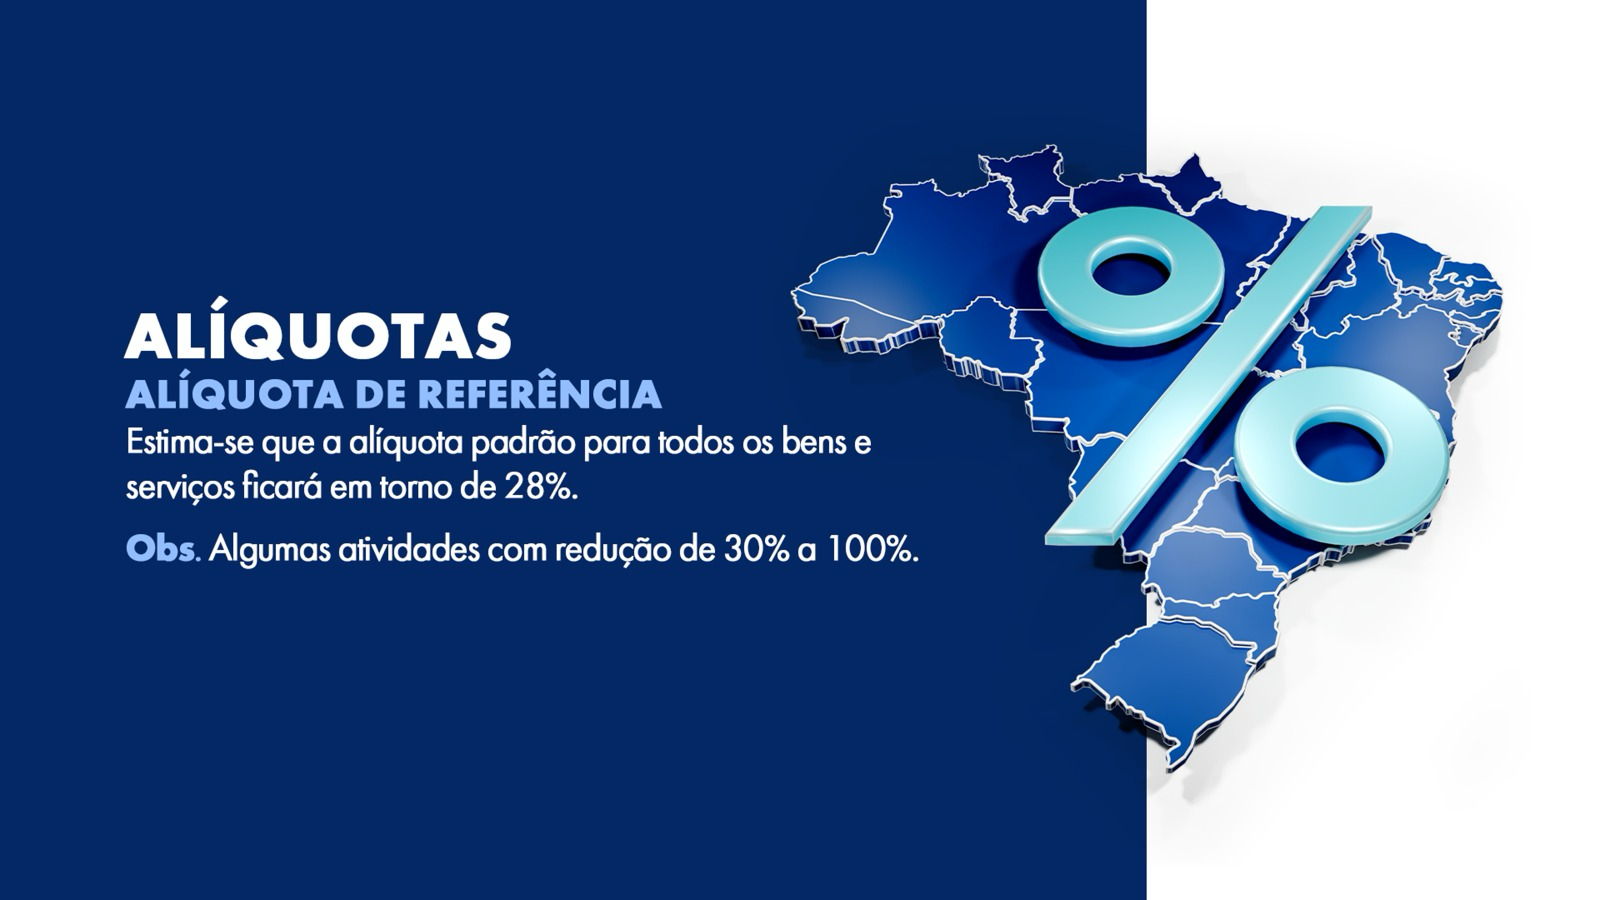 ALÍQUOTAS
ALÍQUOTA DE REFERÊNCIA
Estima-se que a alíquota padrão para todos os bens e
serviços ficará em torno de 28%.
Obs. Algumas atividades com redução de 30% a 100%.
%